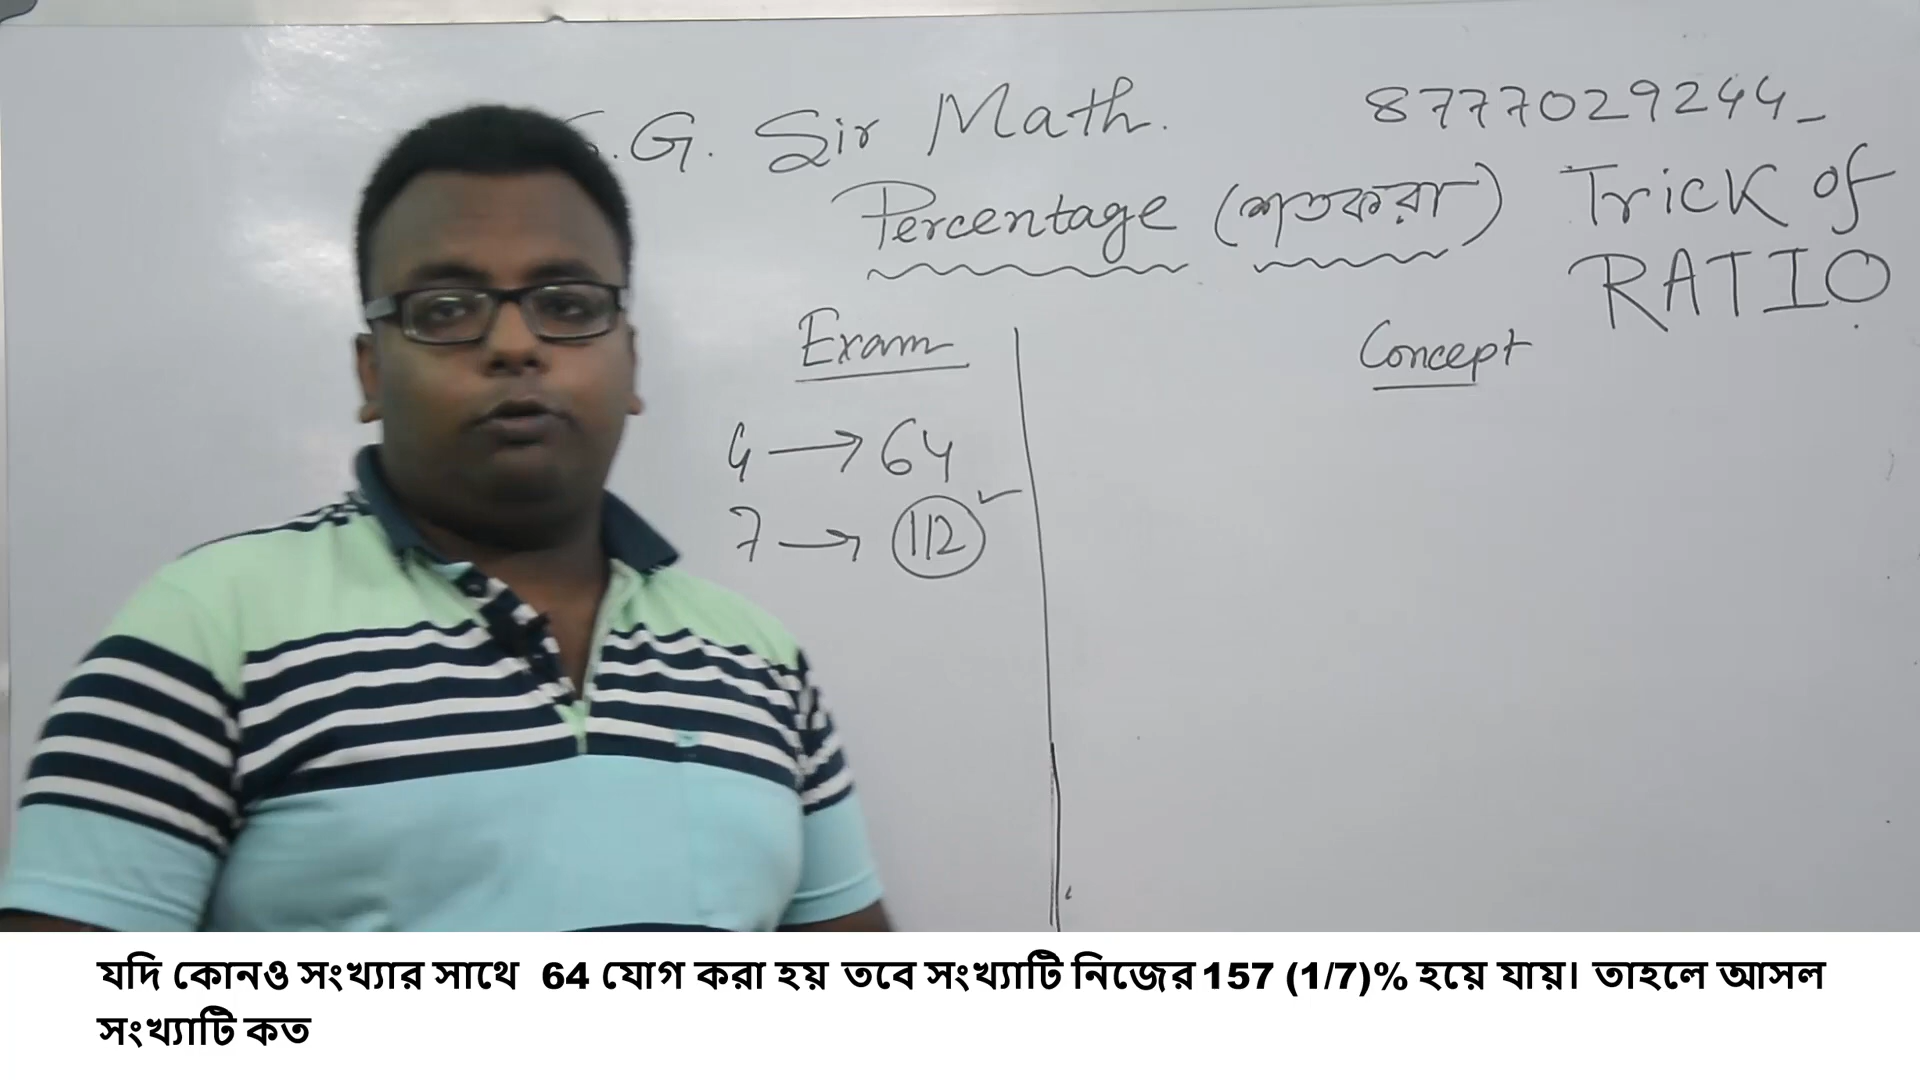 S.G. Sir Math.
8777029244
Percentage (শতকরা)
Trick of
RATIO
Exam
4 → 64
7 → 112
Concept
যদি কোনও সংখ্যার সাথে 64 যোগ করা হয় তবে সংখ্যাটি নিজের 157 (1/7)% হয়ে যায়। তাহলে আসল
সংখ্যাটি কত